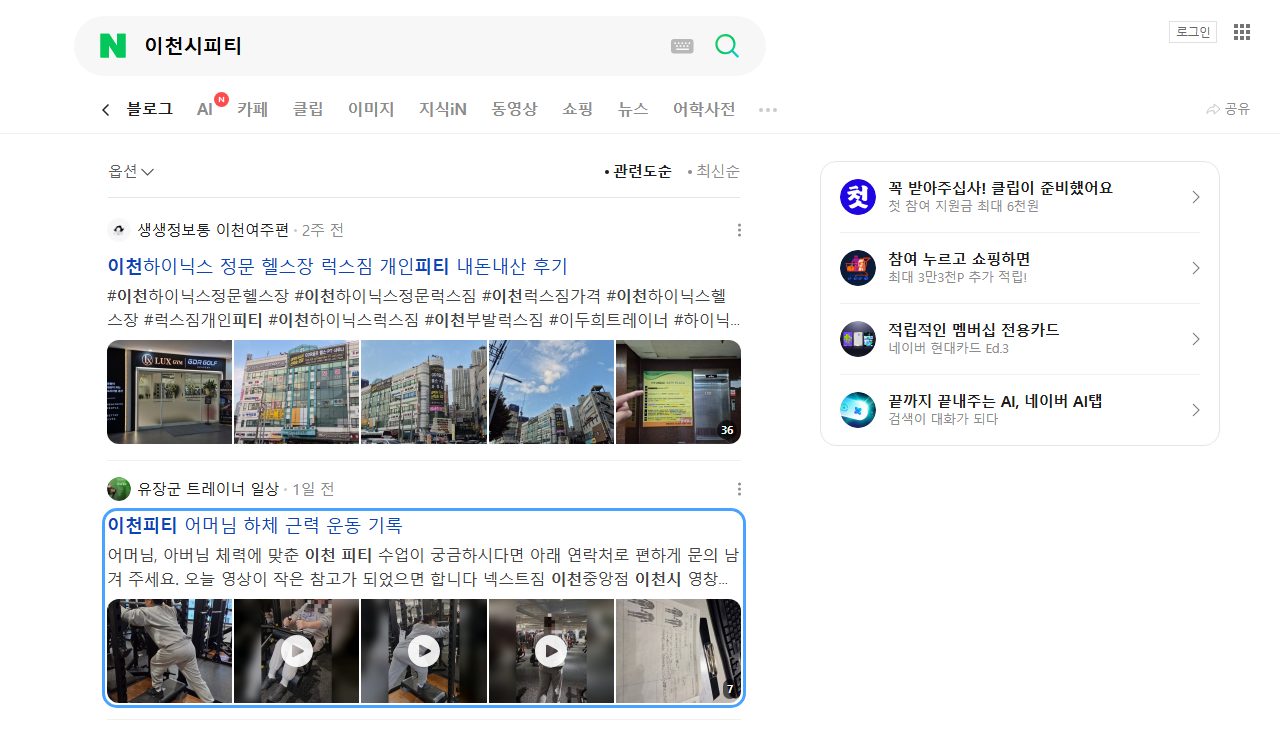 이천시피티
로그인
블로그 AI N 카페 클립 이미지 지식iN 동영상 쇼핑 뉴스 어학사전
공유
옵션
• 관련도순 • 최신순
생생정보통 이천여주편 · 2주 전
이천하이닉스 정문 헬스장 럭스짐 개인피티 내돈내산 후기
#이천하이닉스정문헬스장 #이천하이닉스정문럭스짐 #이천럭스짐가격 #이천하이닉스헬
스장 #럭스짐개인피티 #이천하이닉스럭스짐 #이천부발럭스짐 #이두희트레이너 #하이닉...
LUX GYM GDR GOLF
36
유장군 트레이너 일상 · 1일 전
이천피티 어머님 하체 근력 운동 기록
어머님, 아버님 체력에 맞춘 이천 피티 수업이 궁금하시다면 아래 연락처로 편하게 문의 남
겨 주세요. 오늘 영상이 작은 참고가 되었으면 합니다 넥스트짐 이천중앙점 이천시 영창...
7
꼭 받아주십사! 클립이 준비했어요
첫 참여 지원금 최대 6천원
첫
참여 누르고 쇼핑하면
최대 3만3천P 추가 적립!
적립적인 멤버십 전용카드
네이버 현대카드 Ed.3
끝까지 끝내주는 AI, 네이버 AI탭
검색이 대화가 되다